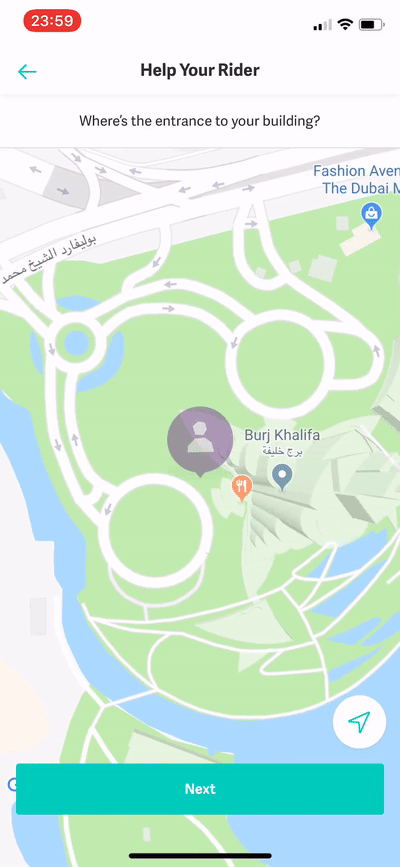 23:59
Help Your Rider
Where's the entrance to your building?
Fashion Aven
The Dubai M
بوليفارد الشيخ محمد
Burj Khalifa
برج خليفة
G
Next